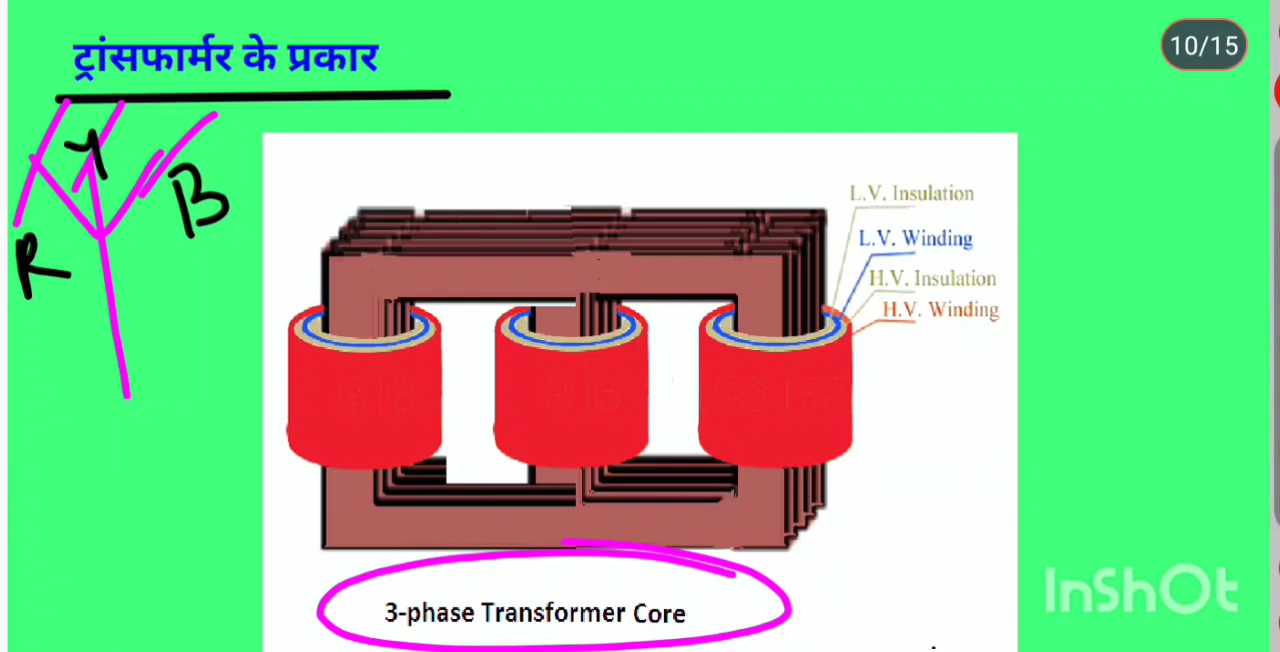 ट्रांसफार्मर के प्रकार
10/15
Y
B
R
L.V. Insulation
L.V. Winding
H.V. Insulation
H.V. Winding
3-phase Transformer Core
InShOt